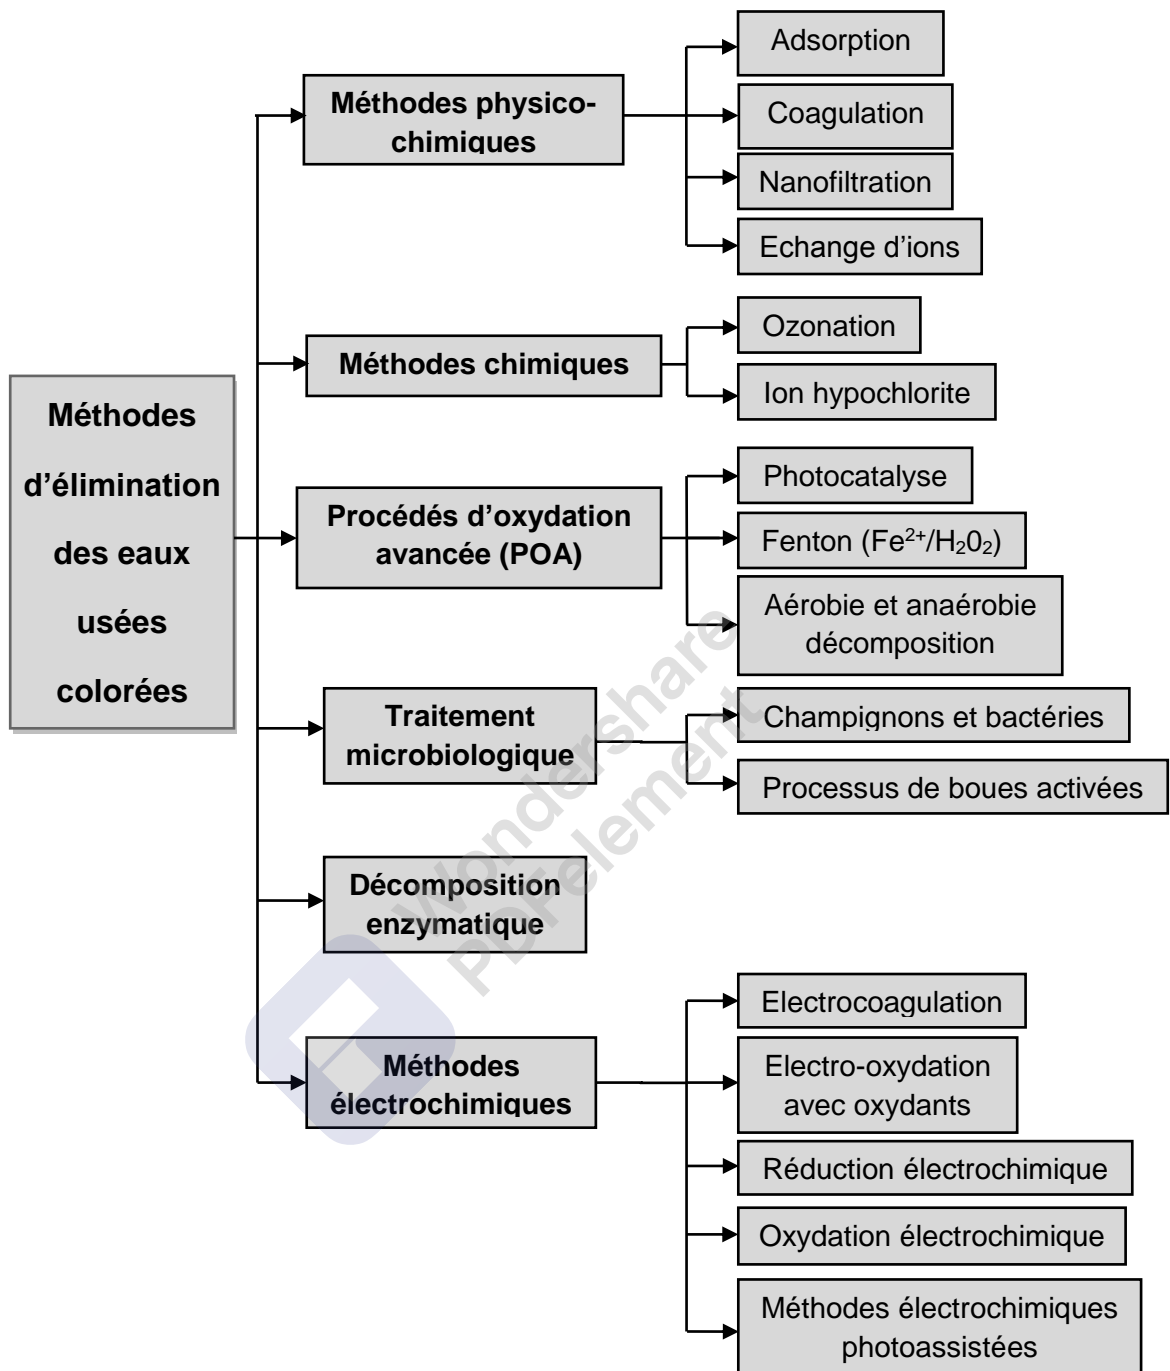 Adsorption
Méthodes physico-
chimiques
Coagulation
Nanofiltration
Echange d’ions
Ozonation
Méthodes chimiques
Ion hypochlorite
Méthodes
d’élimination
des eaux
usées
colorées
Photocatalyse
Procédés d’oxydation
avancée (POA)
Fenton (Fe²⁺/H₂0₂)
Aérobie et anaérobie
décomposition
Traitement
microbiologique
Champignons et bactéries
Processus de boues activées
Décomposition
enzymatique
Electrocoagulation
Méthodes
électrochimiques
Electro-oxydation
avec oxydants
Réduction électrochimique
Oxydation électrochimique
Méthodes électrochimiques
photoassistées
Wondershare
PDFelement